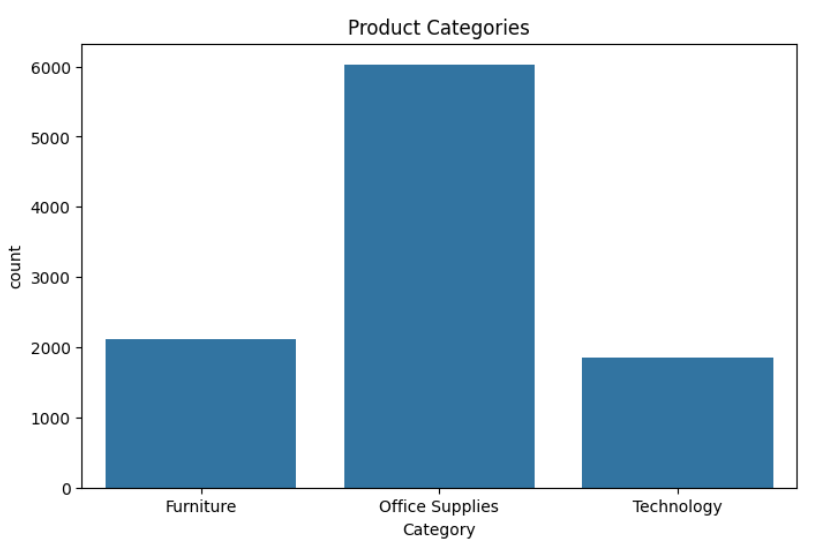 Product Categories
6000
5000
4000
3000
2000
1000
0
count
Furniture
Office Supplies
Technology
Category